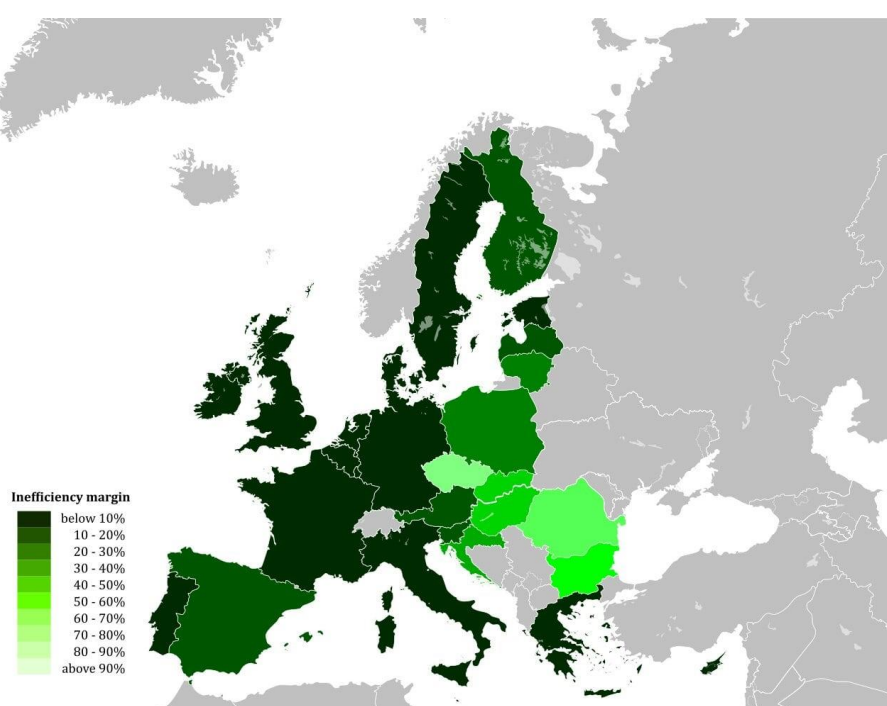 Inefficiency margin
below 10%
10 - 20%
20 - 30%
30 - 40%
40 - 50%
50 - 60%
60 - 70%
70 - 80%
80 - 90%
above 90%